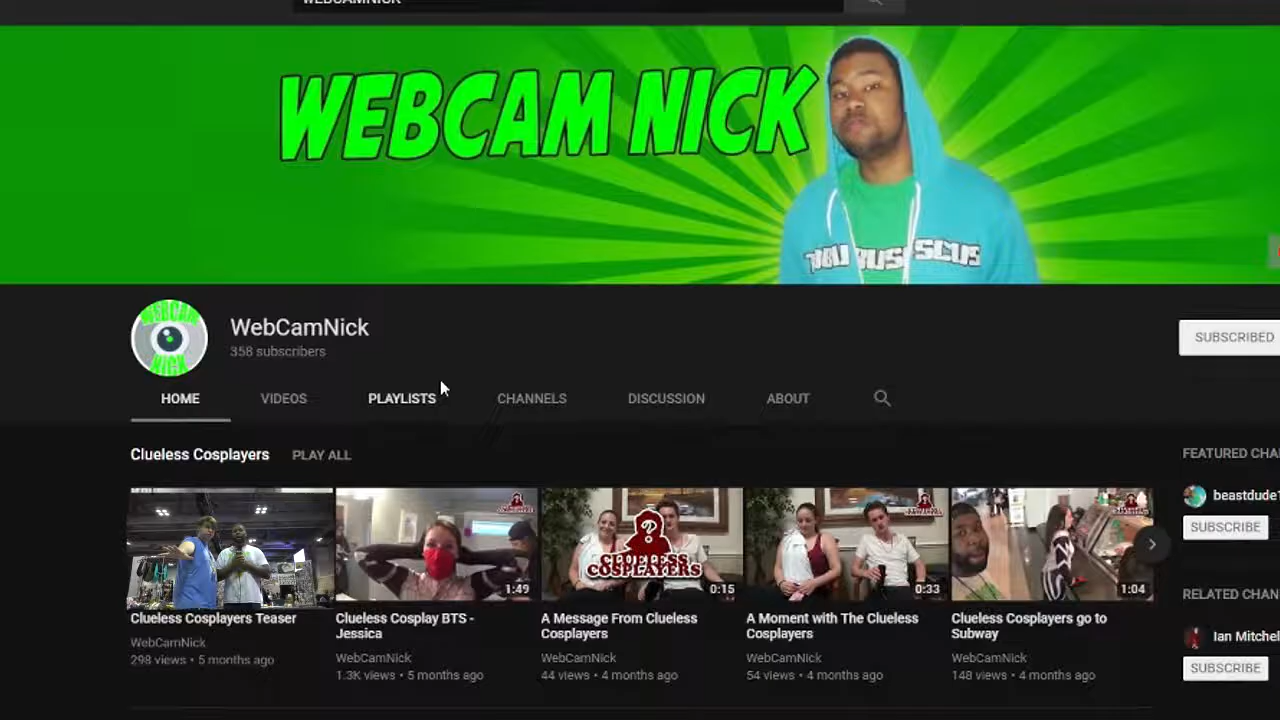 WEBCAMNICK
WEBCAM NICK
WEBCAM
NICK
WebCamNick
358 subscribers
SUBSCRIBED
HOME
VIDEOS
PLAYLISTS
CHANNELS
DISCUSSION
ABOUT
Clueless Cosplayers
PLAY ALL
FEATURED CHA
1:49
CLUELESS
COSPLAYERS
0:15
0:33
1:04
Clueless Cosplayers Teaser
WebCamNick
298 views • 5 months ago
Clueless Cosplay BTS -
Jessica
WebCamNick
1.3K views • 5 months ago
A Message From Clueless
Cosplayers
WebCamNick
44 views • 4 months ago
A Moment with The Clueless
Cosplayers
WebCamNick
54 views • 4 months ago
Clueless Cosplayers go to
Subway
WebCamNick
148 views • 4 months ago
beastdude
SUBSCRIBE
RELATED CHAN
Ian Mitchel
SUBSCRIBE